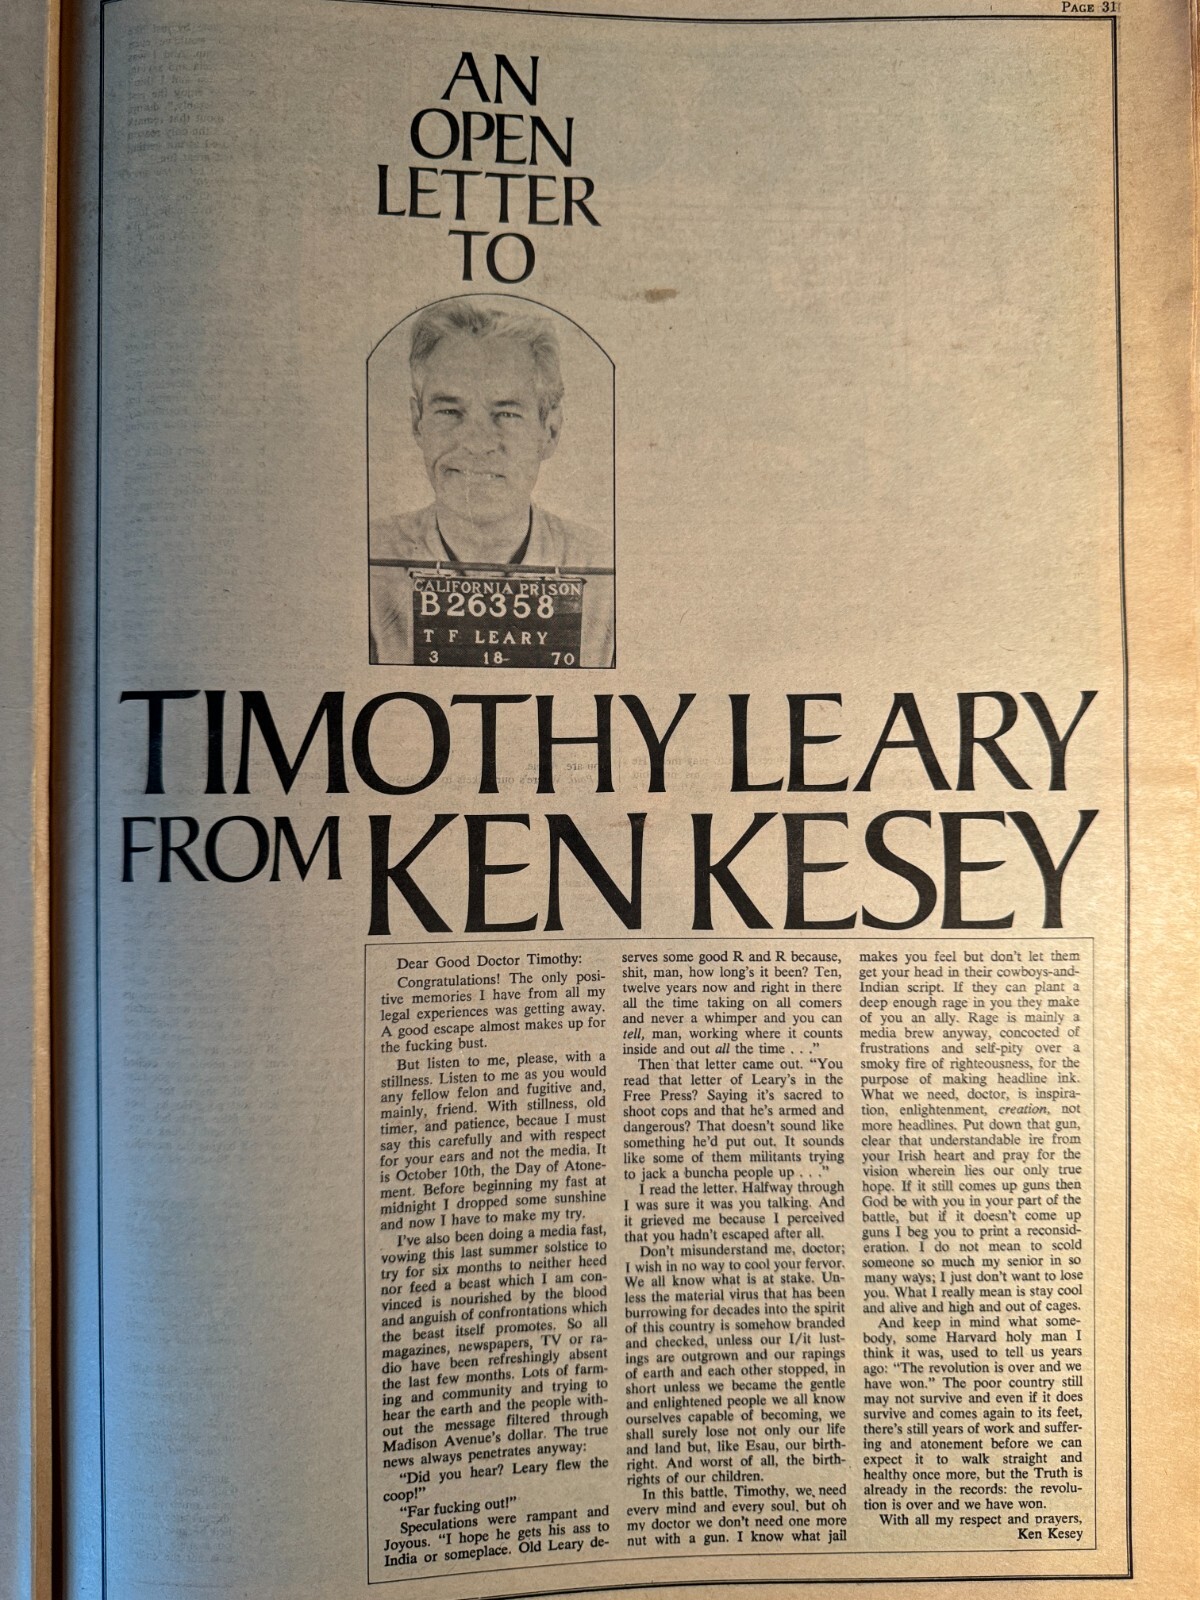 PAGE 31
AN
OPEN
LETTER
TO
CALIFORNIA PRISON
B 26358
T F LEARY
3 18- 70
TIMOTHY LEARY
FROM KEN KESEY
Dear Good Doctor Timothy:
Congratulations! The only posi-
tive memories I have from all my
legal experiences was getting away.
A good escape almost makes up for
the fucking bust.
But listen to me, please, with a
stillness. Listen to me as you would
any fellow felon and fugitive and,
mainly, friend. With stillness, old
timer, and patience, becaue I must
say this carefully and with respect
for your ears and not the media. It
is October 10th, the Day of Atone-
ment. Before beginning my fast at
midnight I dropped some sunshine
and now I have to make my try.
I've also been doing a media fast,
vowing this last summer solstice to
try for six months to neither heed
nor feed a beast which I am con-
vinced is nourished by the blood
and anguish of confrontations which
the beast itself promotes. So all
magazines, newspapers, TV or ra-
dio have been refreshingly absent
the last few months. Lots of farm-
ing and community and trying to
hear the earth and the people with-
out the message filtered through
Madison Avenue's dollar. The true
news always penetrates anyway:
"Did you hear? Leary flew the
coop!"
"Far fucking out!"
Speculations were rampant and
Joyous. "I hope he gets his ass to
India or someplace. Old Leary de-
serves some good R and R because,
shit, man, how long's it been? Ten,
twelve years now and right in there
all the time taking on all comers
and never a whimper and you can
tell, man, working where it counts
inside and out all the time . . ."
Then that letter came out. "You
read that letter of Leary's in the
Free Press? Saying it's sacred to
shoot cops and that he's armed and
dangerous? That doesn't sound like
something he'd put out. It sounds
like some of them militants trying
to jack a buncha people up . . ."
I read the letter. Halfway through
I was sure it was you talking. And
it grieved me because I perceived
that you hadn't escaped after all.
Don't misunderstand me, doctor;
I wish in no way to cool your fervor.
We all know what is at stake. Un-
less the material virus that has been
burrowing for decades into the spirit
of this country is somehow branded
and checked, unless our I/it lust-
ings are outgrown and our rapings
of earth and each other stopped, in
short unless we became the gentle
and enlightened people we all know
ourselves capable of becoming, we
shall surely lose not only our life
and land but, like Esau, our birth-
right. And worst of all, the birth-
rights of our children.
In this battle, Timothy, we need
every mind and every soul, but oh
my doctor we don't need one more
nut with a gun. I know what jail
makes you feel but don't let them
get your head in their cowboys-and-
Indian script. If they can plant a
deep enough rage in you they make
of you an ally. Rage is mainly a
media brew anyway, concocted of
frustrations and self-pity over a
smoky fire of righteousness, for the
purpose of making headline ink.
What we need, doctor, is inspira-
tion, enlightenment, creation, not
more headlines. Put down that gun,
clear that understandable ire from
your Irish heart and pray for the
vision wherein lies our only true
hope. If it still comes up guns then
God be with you in your part of the
battle, but if it doesn't come up
guns I beg you to print a reconsid-
eration. I do not mean to scold
someone so much my senior in so
many ways; I just don't want to lose
you. What I really mean is stay cool
and alive and high and out of cages.
And keep in mind what some-
body, some Harvard holy man I
think it was, used to tell us years
ago: "The revolution is over and we
have won." The poor country still
may not survive and even if it does
survive and comes again to its feet,
there's still years of work and suffer-
ing and atonement before we can
expect it to walk straight and
healthy once more, but the Truth is
already in the records: the revolu-
tion is over and we have won.
With all my respect and prayers,
Ken Kesey